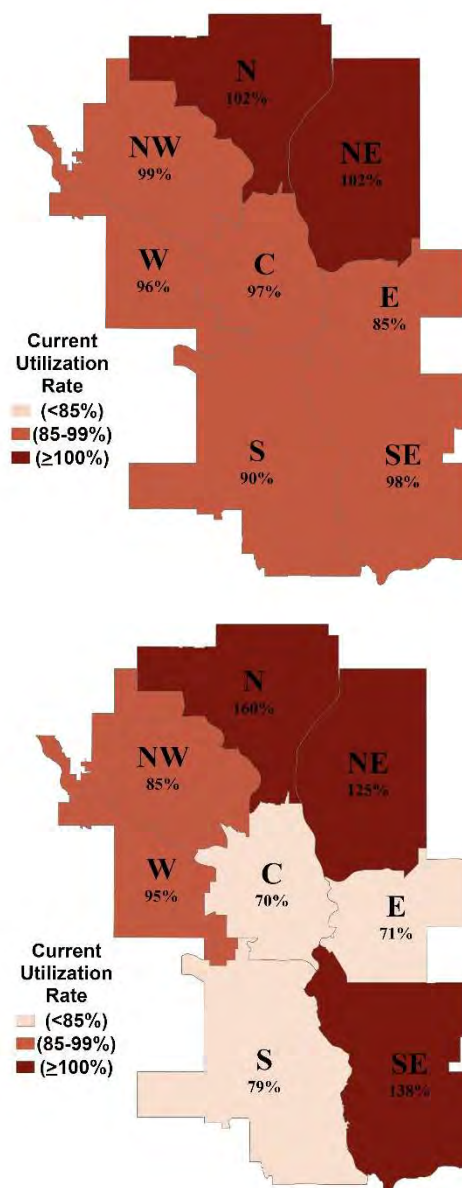 N
102%
NW
99%
NE
102%
W
96%
C
97%
E
85%
Current
Utilization
Rate
(<85%)
(85-99%)
(≥100%)
S
90%
SE
98%
N
160%
NW
85%
NE
125%
W
95%
C
70%
E
71%
Current
Utilization
Rate
(<85%)
(85-99%)
(≥100%)
S
79%
SE
138%